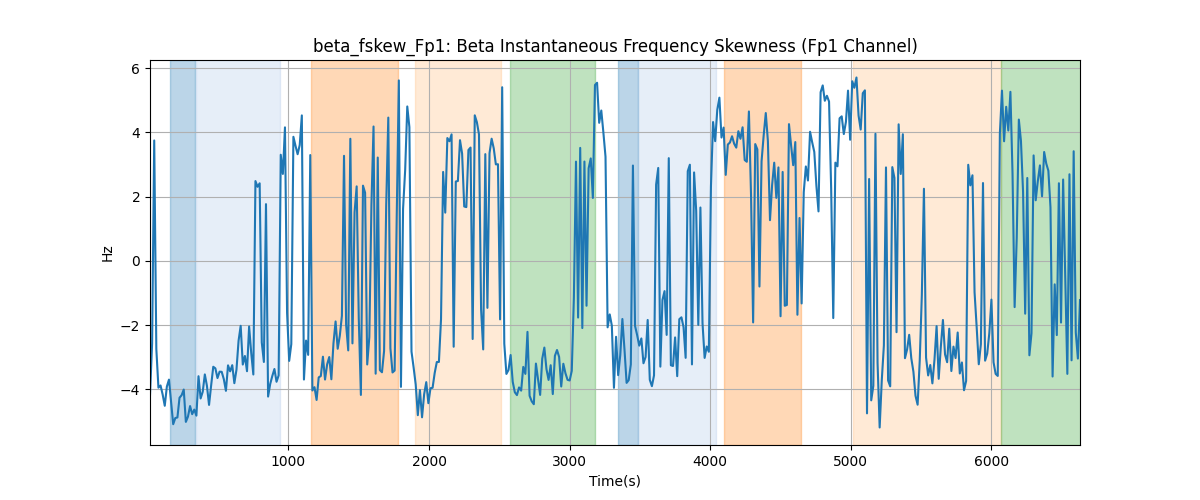 beta_fskew_Fp1: Beta Instantaneous Frequency Skewness (Fp1 Channel)
6
4
2
0
−2
−4
Hz
1000 2000 3000 4000 5000 6000
Time(s)